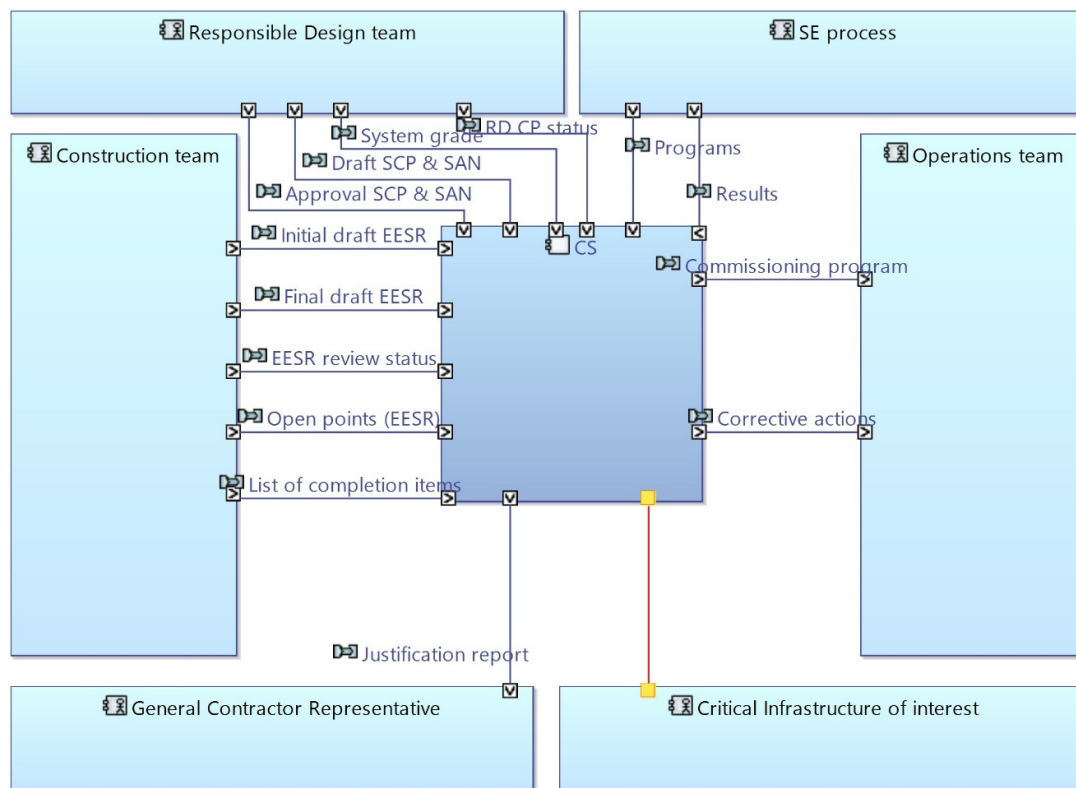 Responsible Design team
SE process
System grade
RD CP status
Construction team
Draft SCP & SAN
Programs
Operations team
Approval SCP & SAN
Results
Initial draft EESR
CS
Commissioning program
Final draft EESR
EESR review status
Open points (EESR)
Corrective actions
List of completion items
Justification report
General Contractor Representative
Critical Infrastructure of interest